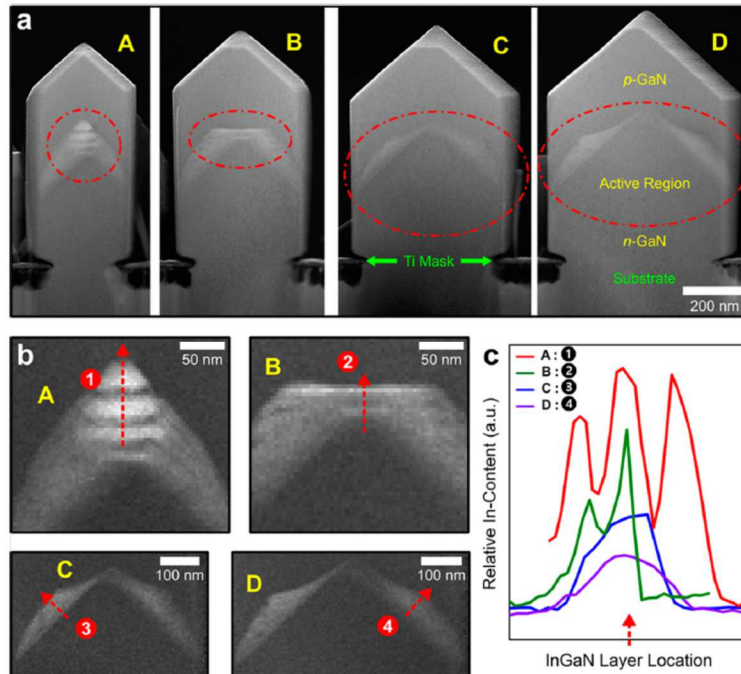 a
A
B
C
D
p-GaN
Active Region
n-GaN
Ti Mask
Substrate
200 nm
b
A
1
50 nm
B
2
50 nm
C
3
100 nm
D
4
100 nm
c
A : 1
B : 2
C : 3
D : 4
Relative In-Content (a.u.)
InGaN Layer Location